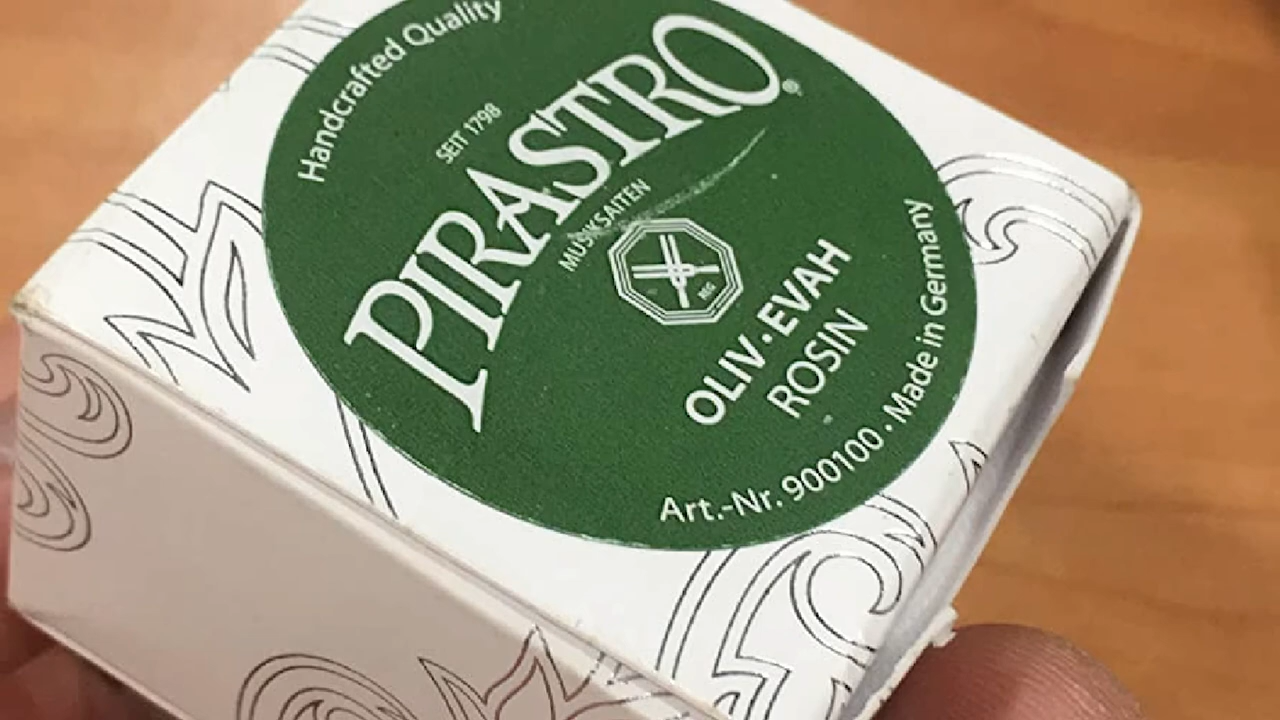 Handcrafted Quality
SEIT 1798
PIRASTRO®
MUSIKSAITEN
OLIV·EVAH
ROSIN
Art.-Nr. 900100 · Made in Germany